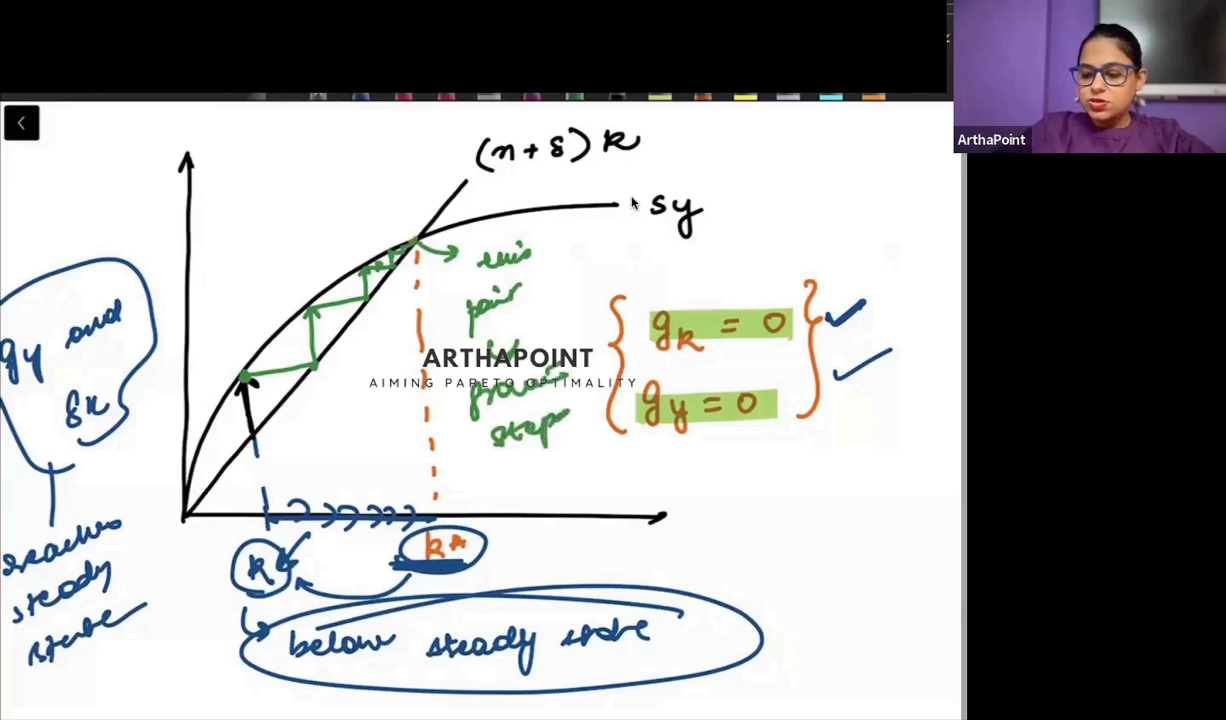 ArthaPoint
(n + δ) k
sy
this
pair
growth
steps
ARTHAPOINT
AIMING PARETO OPTIMALITY
gk = 0
gy = 0
gy and
gk
reaches
steady
state
k
k*
below steady state